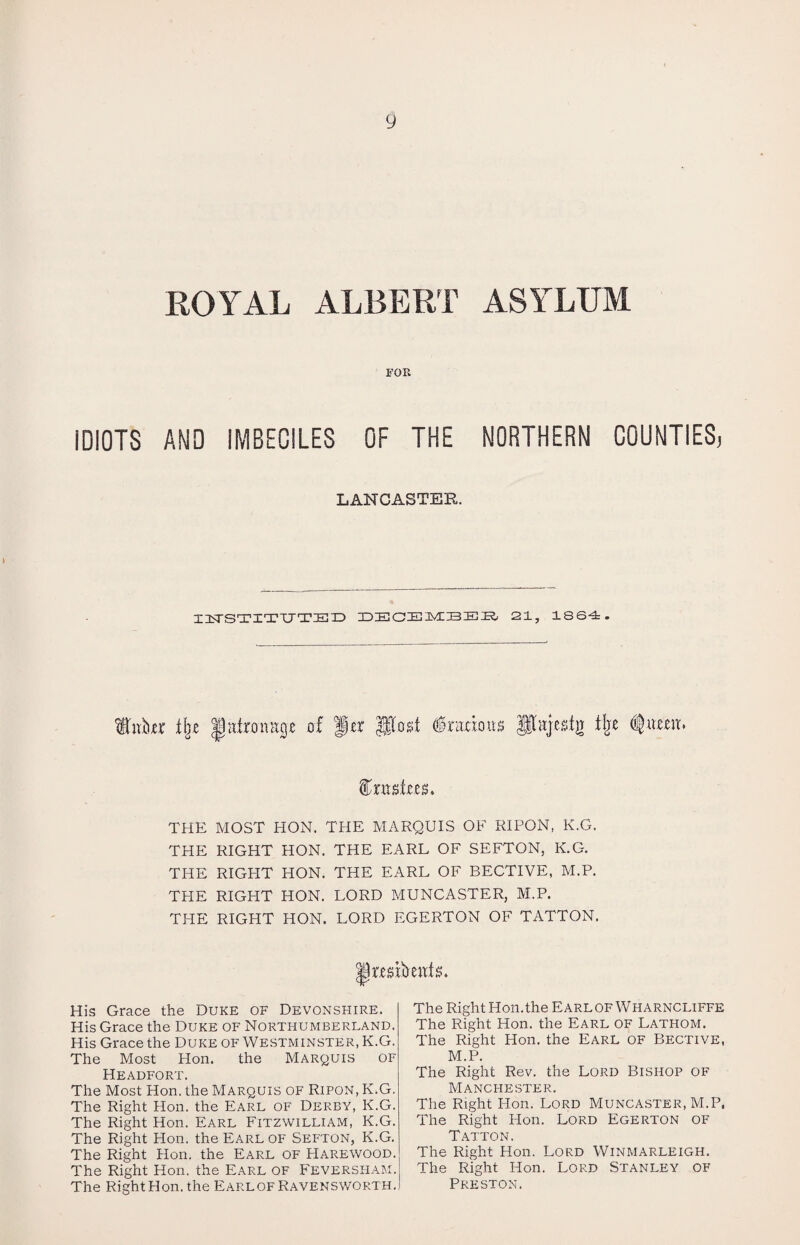 9
ROYAL ALBERT ASYLUM
FOR
IDIOTS AND IMBECILES OF THE NORTHERN COUNTIES,
LANCASTER.
INSTITUTED DECEMBER 21, 1864.
Under the Patronage of Her Most Gracious Majesty the Queen.
Trustees.
THE MOST HON. THE MARQUIS OF RIPON, K.G.
THE RIGHT HON. THE EARL OF SEFTON, K.G.
THE RIGHT HON. THE EARL OF BECTIVE, M.P.
THE RIGHT HON. LORD MUNCASTER, M.P.
THE RIGHT HON. LORD EGERTON OF TATTON.
Presidents.
His Grace the DUKE OF DEVONSHIRE.
His Grace the DUKE OF NORTHUMBERLAND.
His Grace the DUKE OF WESTMINSTER, K.G.
The Most Hon. the MARQUIS OF
HEADFORT.
The Most Hon. the MARQUIS OF RIPON, K.G.
The Right Hon. the EARL OF DERBY, K.G.
The Right Hon. EARL FITZWILLIAM, K.G.
The Right Hon. the EARL OF SEFTON, K.G.
The Right Hon. the EARL OF HAREWOOD.
The Right Hon. the EARL OF FEVERSHAM.
The Right Hon. the EARL OF RAVENSWORTH.
The Right Hon. the EARL OF WHARNCLIFFE
The Right Hon. the EARL OF LATHOM.
The Right Hon. the EARL OF BECTIVE,
M.P.
The Right Rev. the LORD BISHOP OF
MANCHESTER.
The Right Hon. LORD MUNCASTER, M.P.
The Right Hon. LORD EGERTON OF
TATTON.
The Right Hon. LORD WINMARLEIGH.
The Right Hon. LORD STANLEY OF
PRESTON.